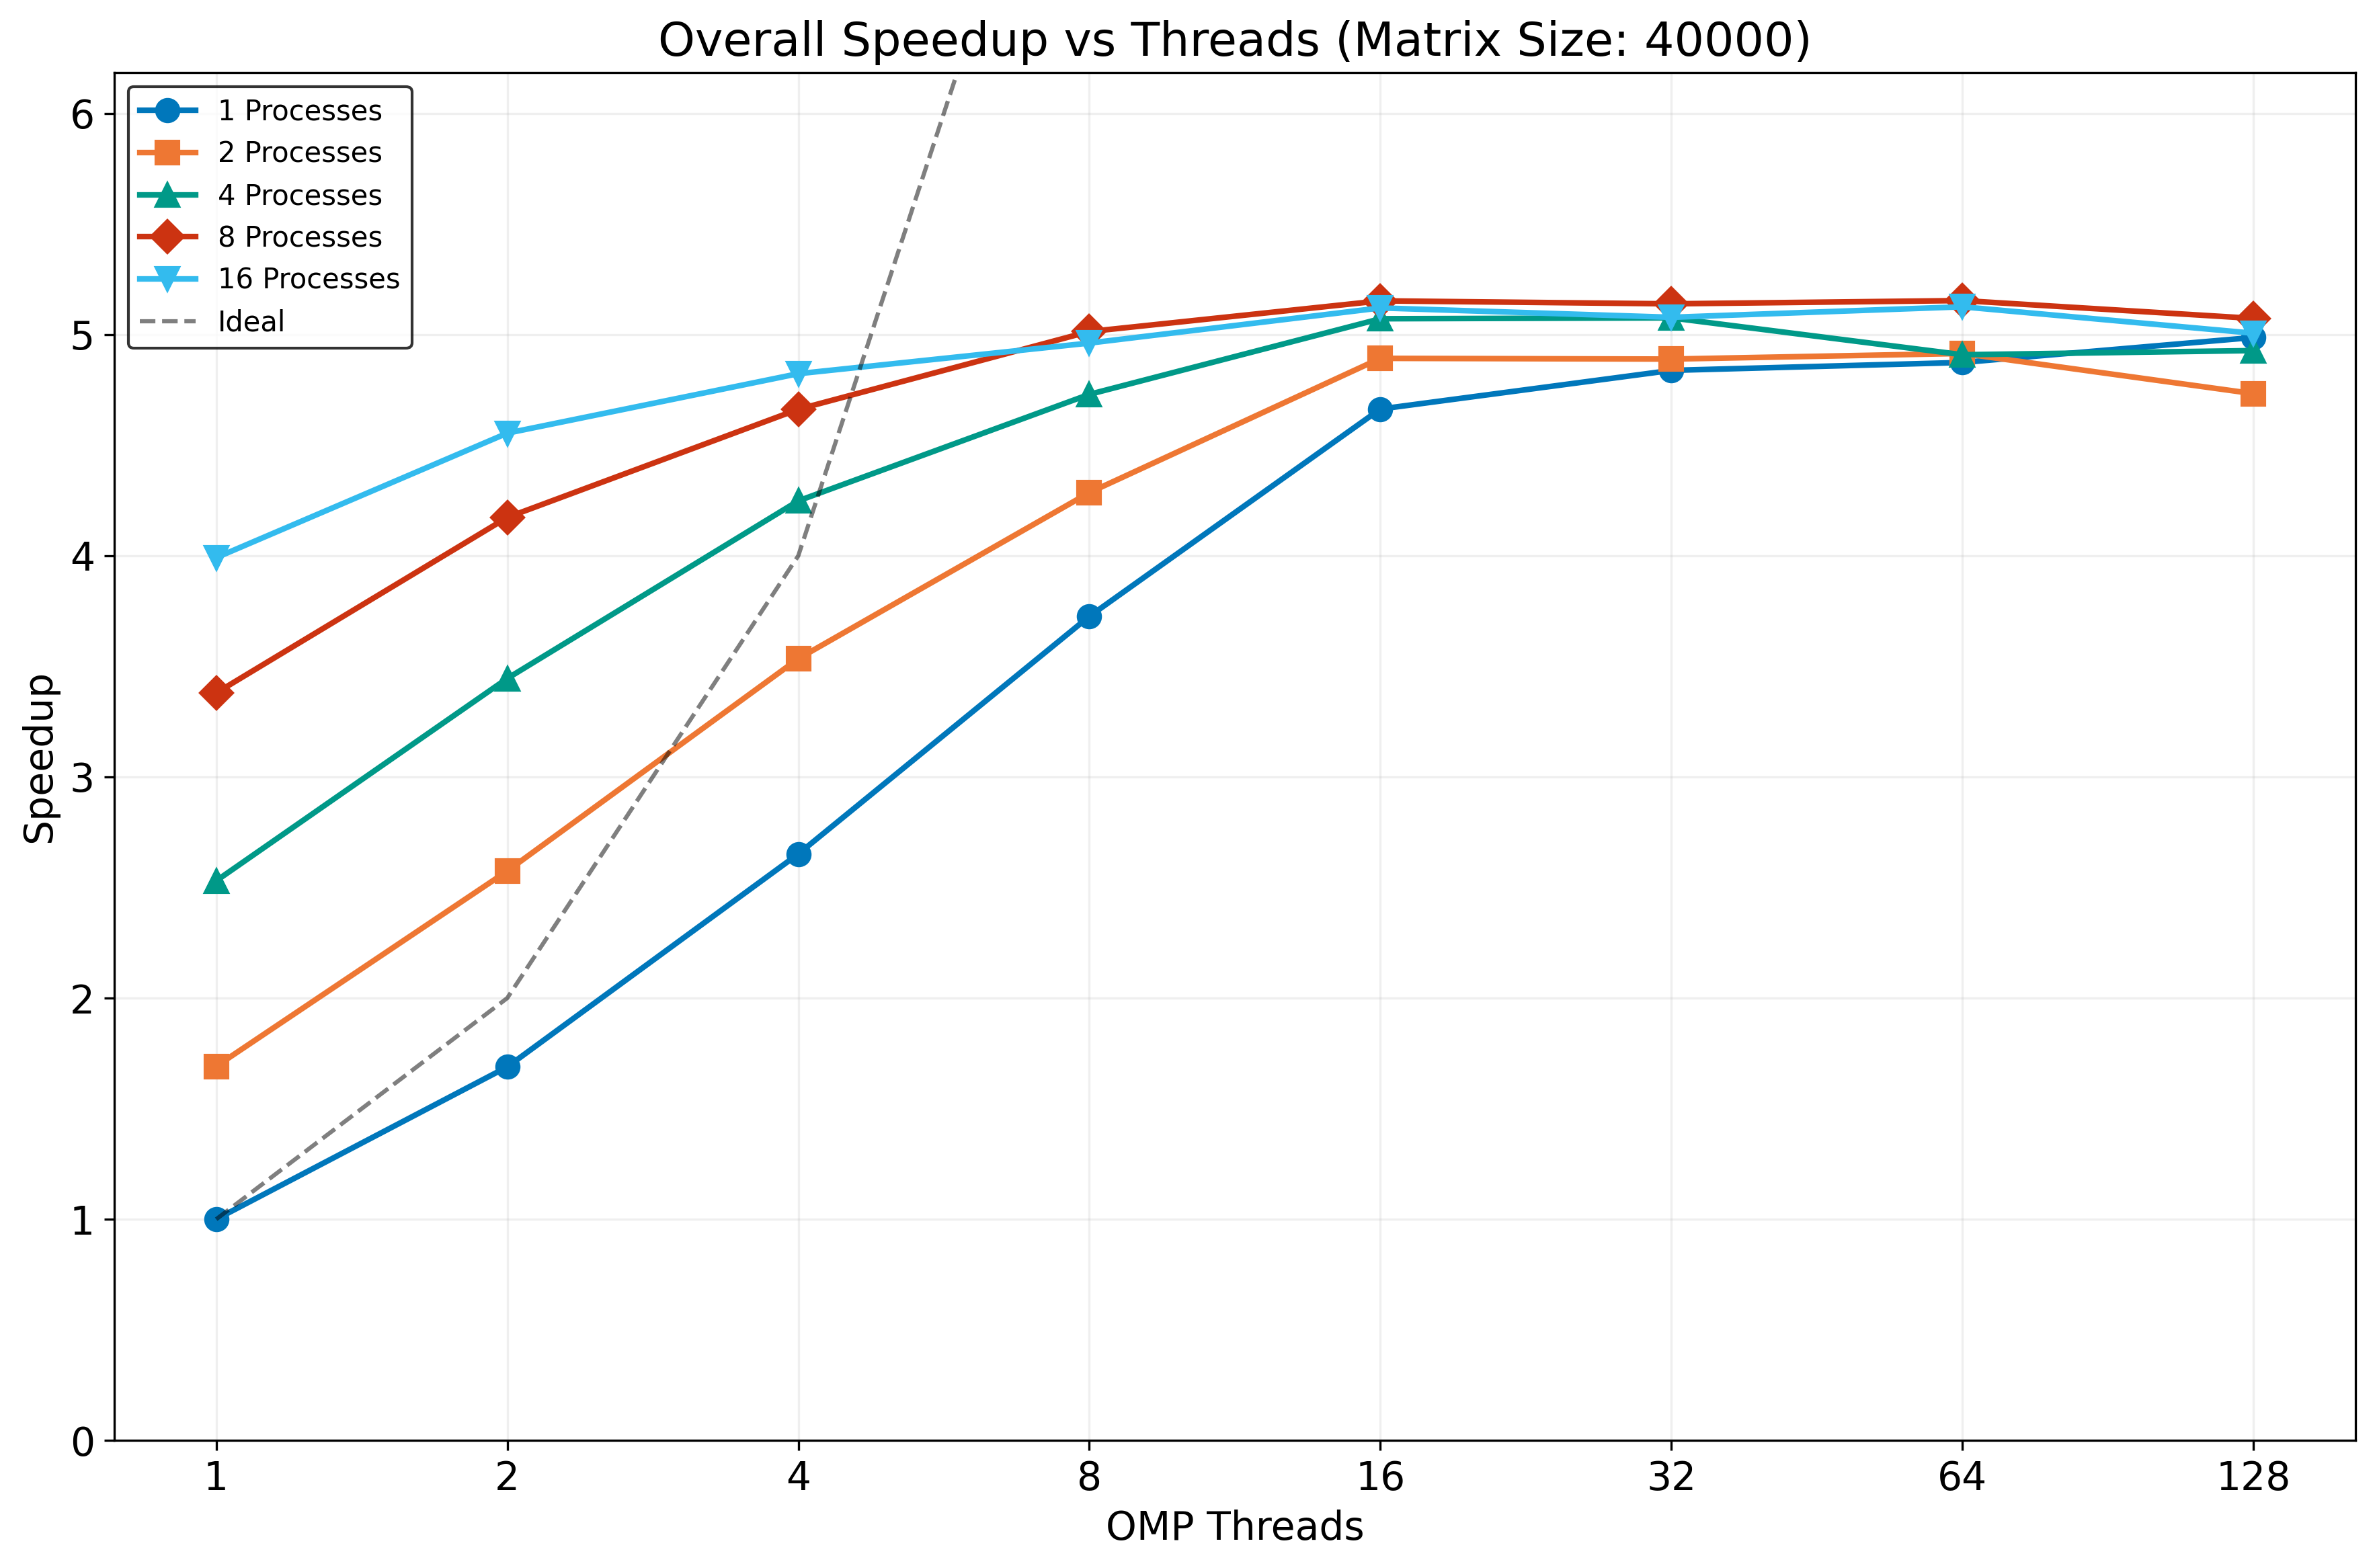 Overall Speedup vs Threads (Matrix Size: 40000)
1 Processes
2 Processes
4 Processes
8 Processes
16 Processes
Ideal
Speedup
6
5
4
3
2
1
0
1 2 4 8 16 32 64 128
OMP Threads